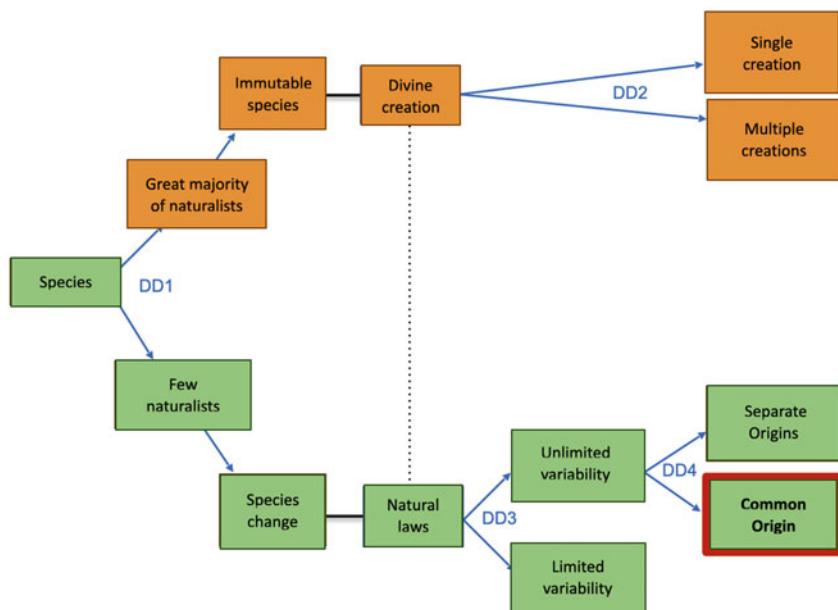 Single
creation
Immutable
species
Divine
creation
DD2
Multiple
creations
Great majority
of naturalists
Species
DD1
Few
naturalists
Separate
Origins
Unlimited
variability
DD4
Species
change
Natural
laws
DD3
Common
Origin
Limited
variability